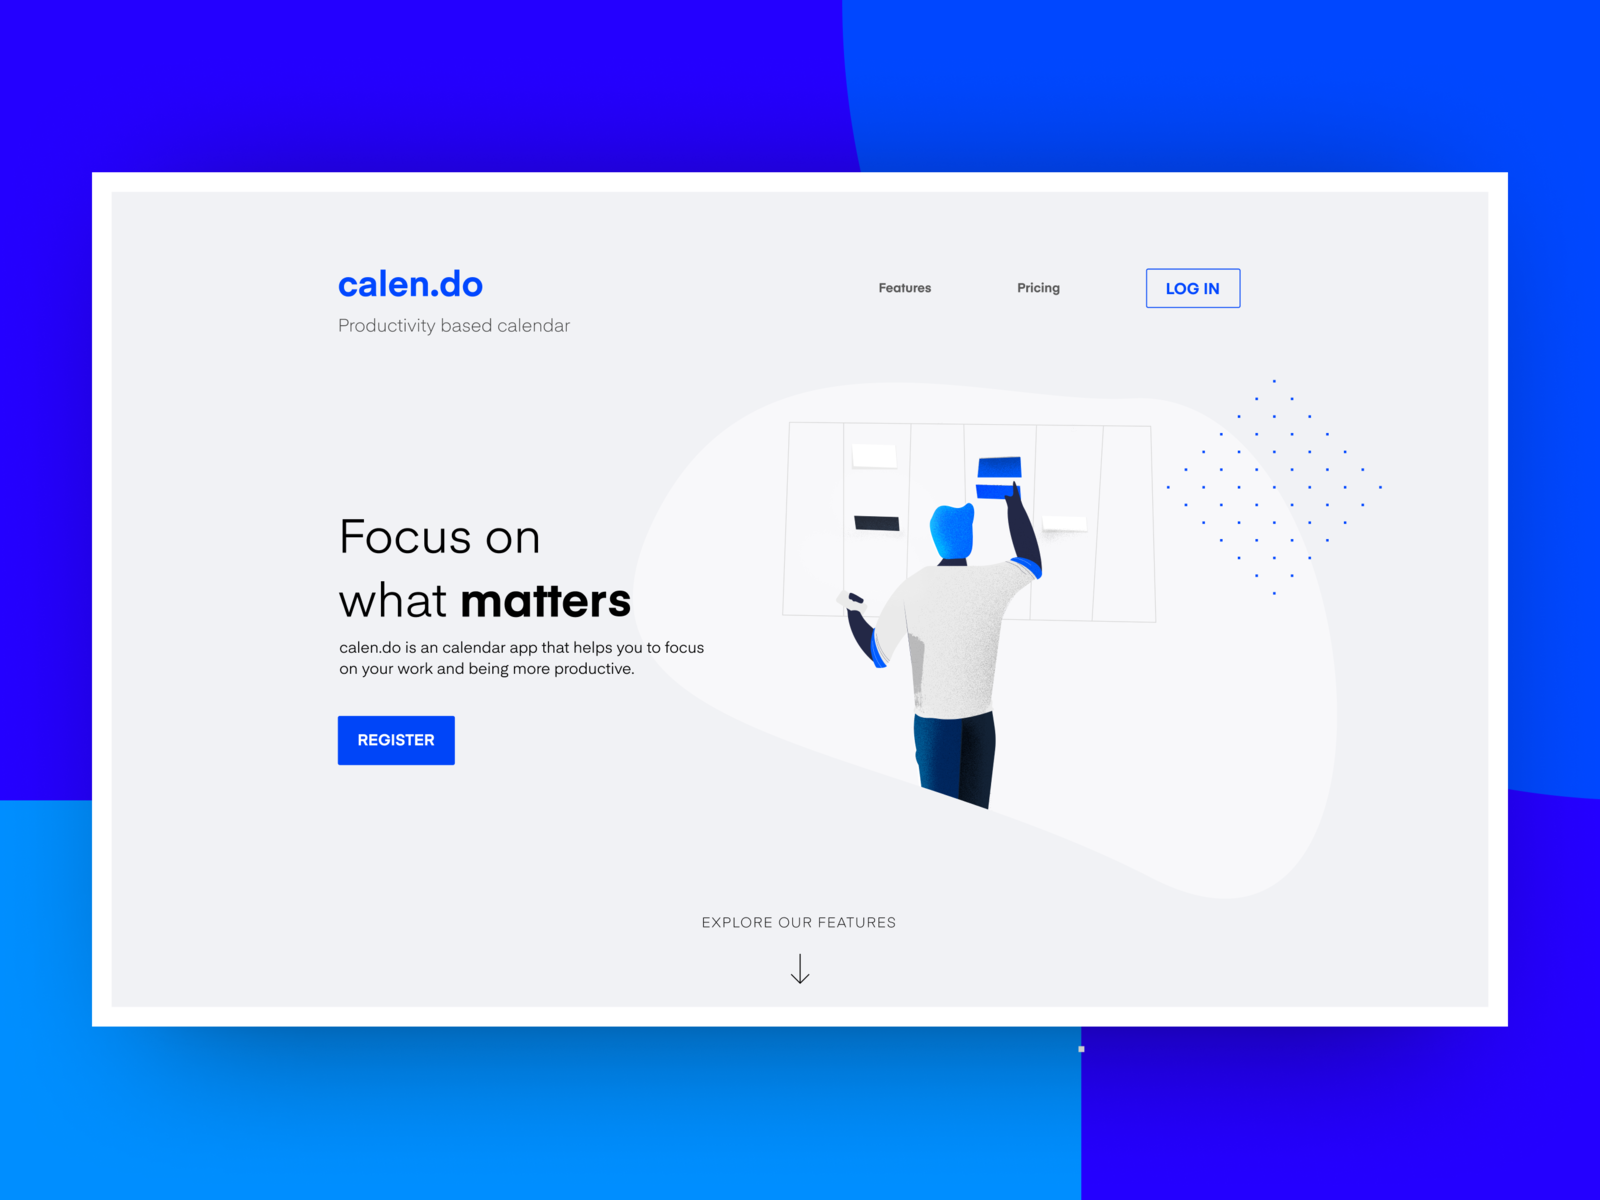 calen.do
Productivity based calendar
Features
Pricing
LOG IN
Focus on
what matters
calen.do is an calendar app that helps you to focus
on your work and being more productive.
REGISTER
EXPLORE OUR FEATURES